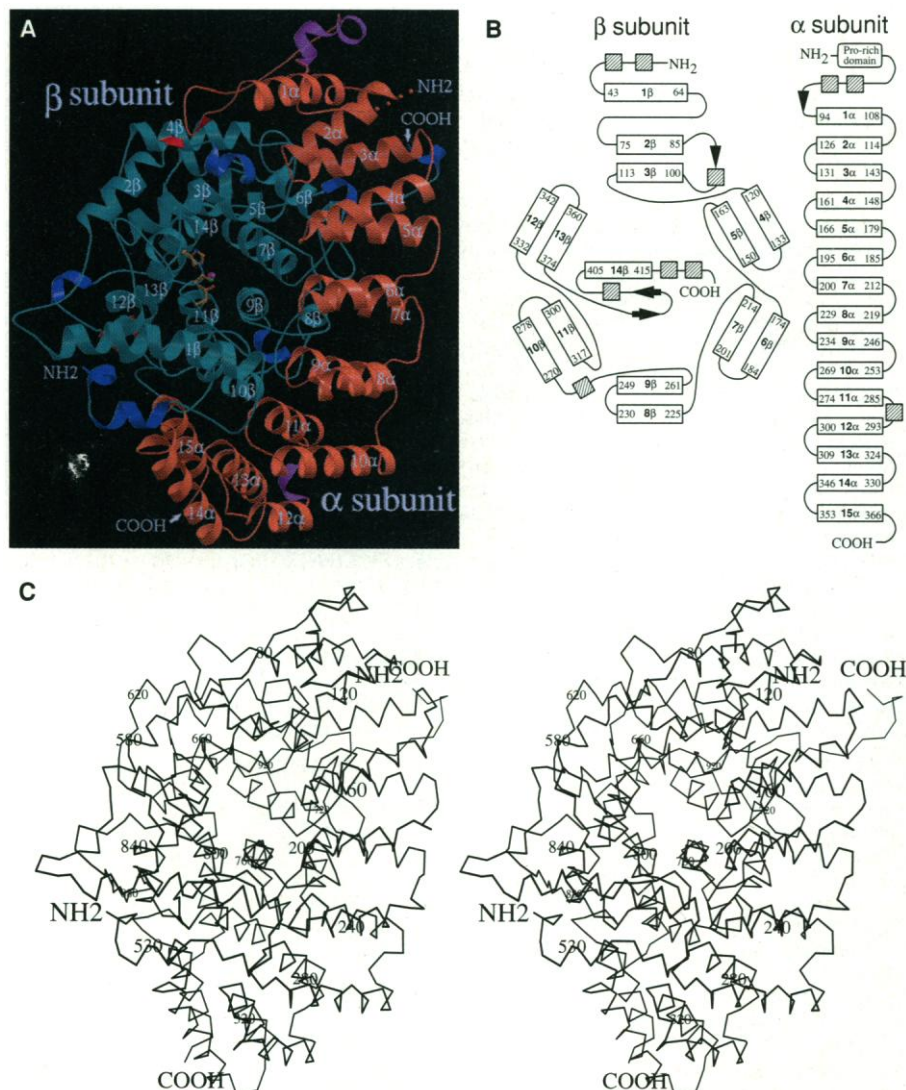 A
β subunit
1α
NH2
2α
COOH
4β
3α
2β
3β
5β
6β
4α
14β
5α
7β
13β
6α
12β
11β
9β
8β
7α
1β
NH2
10β
9α
8α
11α
15α
13α
10α
α subunit
COOH
14α
12α
B
β subunit
α subunit
NH2
NH2
Pro-rich
domain
43 1β 64
94 1α 108
75 2β 85
126 2α 114
113 3β 100
131 3α 143
342 12β 332
360 13β 374
163 5β 150
120 4β 133
161 4α 148
166 5α 179
405 14β 415
COOH
195 6α 185
200 7α 212
278 10β 270
300 11β 317
214 7β 201
174 6β 184
229 8α 219
234 9α 246
249 9β 261
269 10α 253
230 8β 225
274 11α 285
300 12α 293
309 13α 324
346 14α 330
353 15α 366
COOH
C
80
NH2
COOH
120
620
580
660
840
200
NH2
240
530
280
320
COOH
80
NH2
COOH
120
620
580
660
160
840
200
NH2
240
530
280
320
COOH